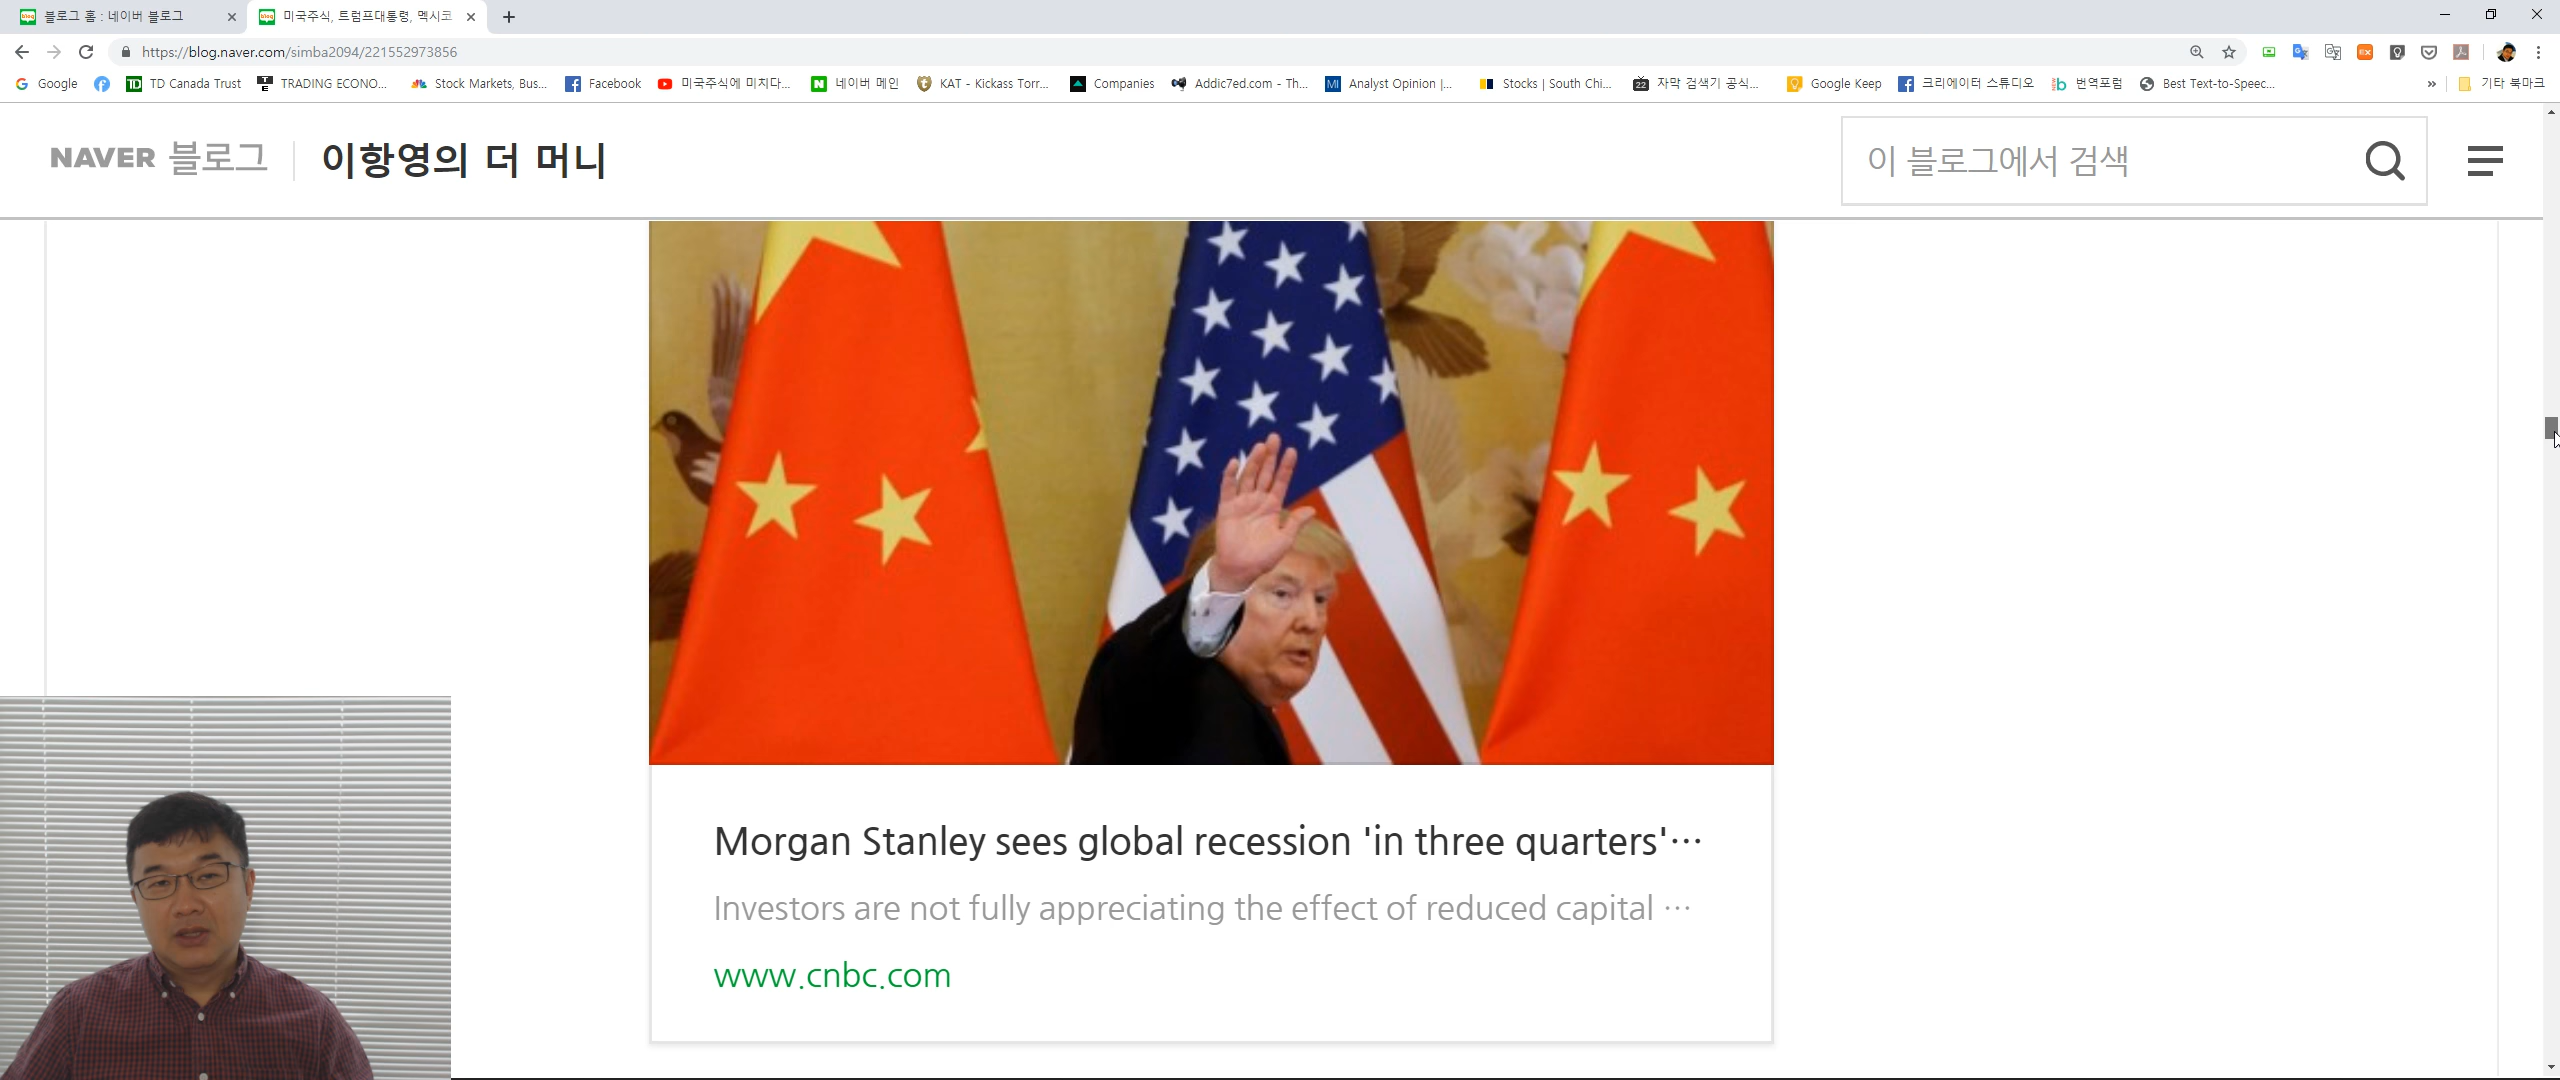 블로그 홈 : 네이버 블로그
미국주식, 트럼프대통령, 멕시코
https://blog.naver.com/simba2094/221552973856
Google
TD Canada Trust
TRADING ECONO...
Stock Markets, Bus...
Facebook
미국주식에 미치다...
네이버 메인
KAT - Kickass Torr...
Companies
Addic7ed.com - Th...
Analyst Opinion |...
Stocks | South Chi...
자막 검색기 공식...
Google Keep
크리에이터 스튜디오
번역포럼
Best Text-to-Speec...
»
기타 북마크
NAVER 블로그
이항영의 더 머니
이 블로그에서 검색
Morgan Stanley sees global recession 'in three quarters'···
Investors are not fully appreciating the effect of reduced capital ···
www.cnbc.com